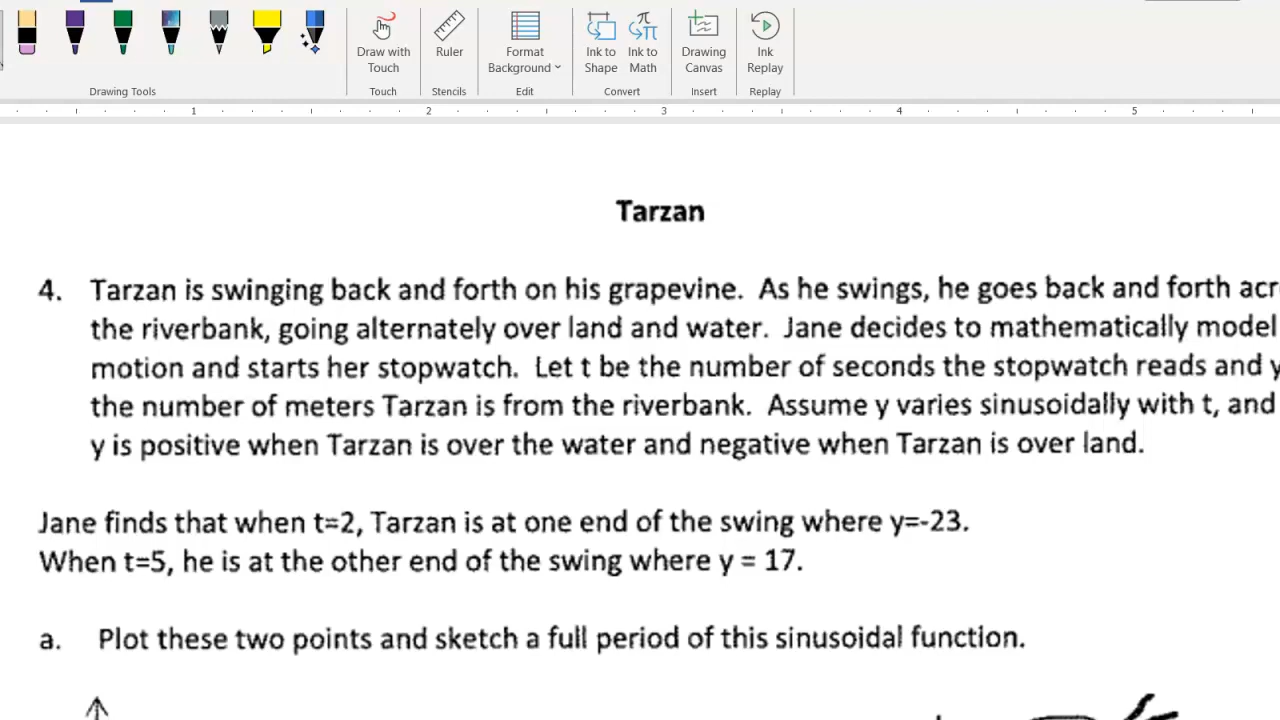 Draw with Touch
Ruler
Format Background
Ink to Shape
Ink to Math
Drawing Canvas
Ink Replay
Drawing Tools
Touch
Stencils
Edit
Convert
Insert
Replay
1 2 3 4 5
Tarzan
4. Tarzan is swinging back and forth on his grapevine. As he swings, he goes back and forth acr
the riverbank, going alternately over land and water. Jane decides to mathematically model
motion and starts her stopwatch. Let t be the number of seconds the stopwatch reads and y
the number of meters Tarzan is from the riverbank. Assume y varies sinusoidally with t, and
y is positive when Tarzan is over the water and negative when Tarzan is over land.
Jane finds that when t=2, Tarzan is at one end of the swing where y=-23.
When t=5, he is at the other end of the swing where y = 17.
a. Plot these two points and sketch a full period of this sinusoidal function.